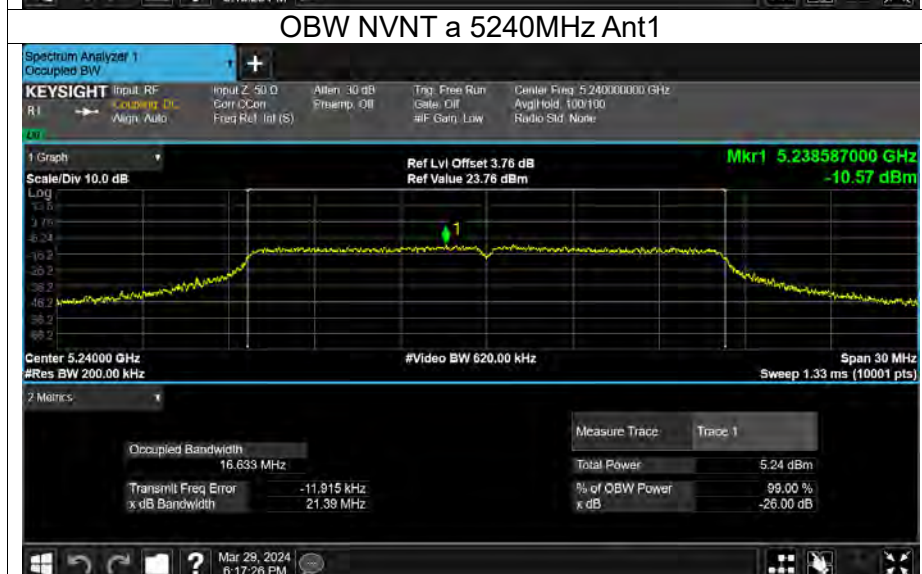 OBW NVNT a 5240MHz Ant1
Spectrum Analyzer 1
Occupied BW
1
+
KEYSIGHT
R L
Input: RF
Coupling: DC
Align: Auto
Input Z: 50 Ω
Corr CCorr
Freq Ref: Int (S)
Atten: 30 dB
Preamp: Off
Trig: Free Run
Gate: Off
#IF Gain: Low
Center Freq: 5.240000000 GHz
Avg|Hold: 100/100
Radio Std: None
1 Graph
Scale/Div 10.0 dB
Ref Lvl Offset 3.76 dB
Ref Value 23.76 dBm
Mkr1 5.238587000 GHz
-10.57 dBm
Log
1
Center 5.24000 GHz
#Res BW 200.00 kHz
#Video BW 620.00 kHz
Span 30 MHz
Sweep 1.33 ms (10001 pts)
2 Metrics
Measure Trace Trace 1
Occupied Bandwidth
16.633 MHz
Total Power 5.24 dBm
Transmit Freq Error -11.915 kHz
% of OBW Power 99.00 %
x dB Bandwidth 21.39 MHz
x dB -26.00 dB
?
Mar 29, 2024
6:17:26 PM